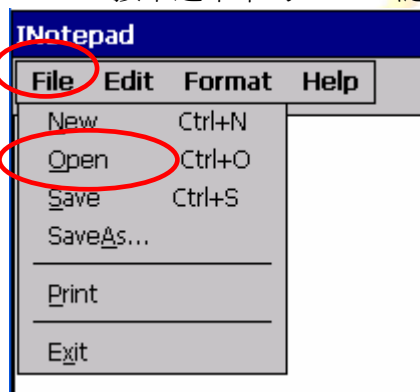 INotepad
File Edit Format Help
New Ctrl+N
Open Ctrl+O
Save Ctrl+S
SaveAs...
Print
Exit